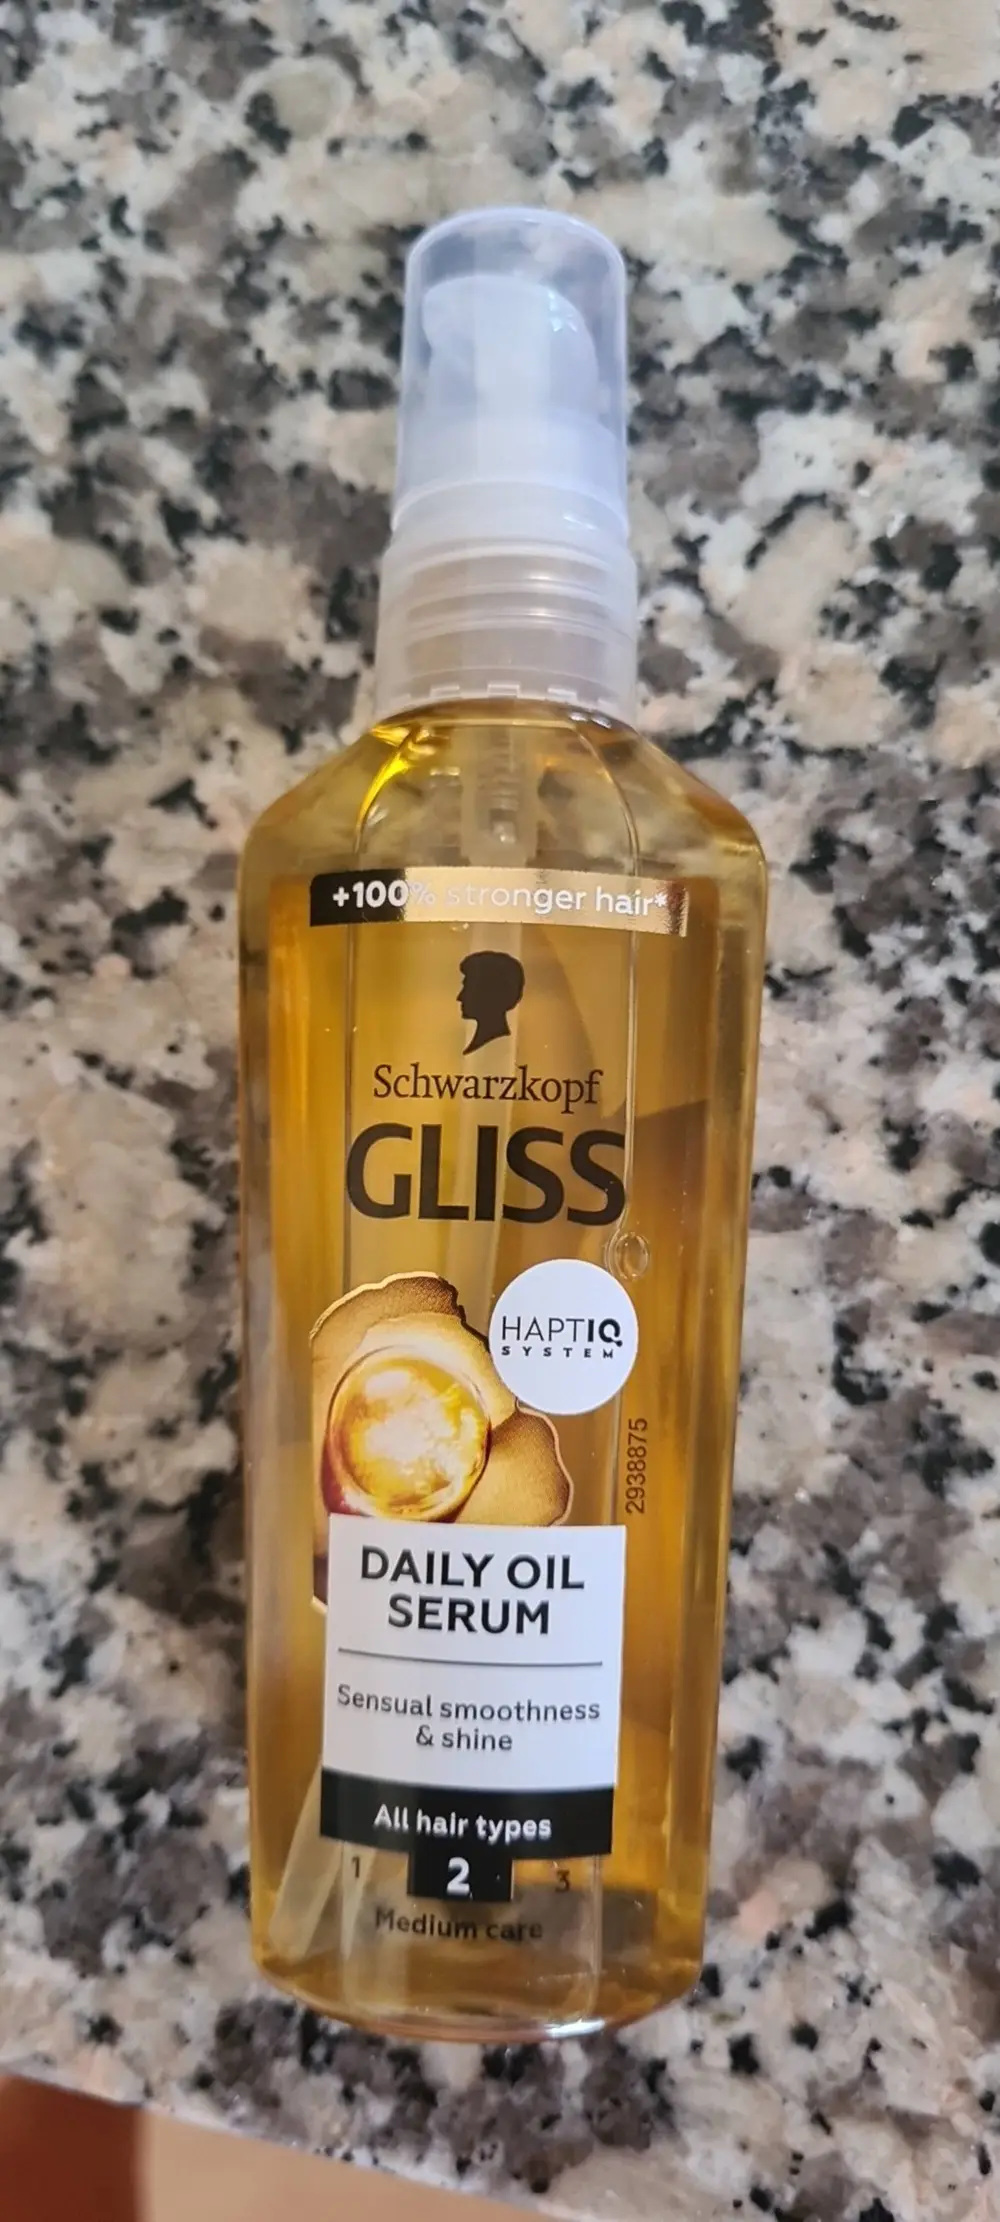 +100% stronger hair*
Schwarzkopf
GLISS
HAPTIQ
SYSTEM
2938875
DAILY OIL
SERUM
Sensual smoothness
& shine
All hair types
1 2 3
Medium care